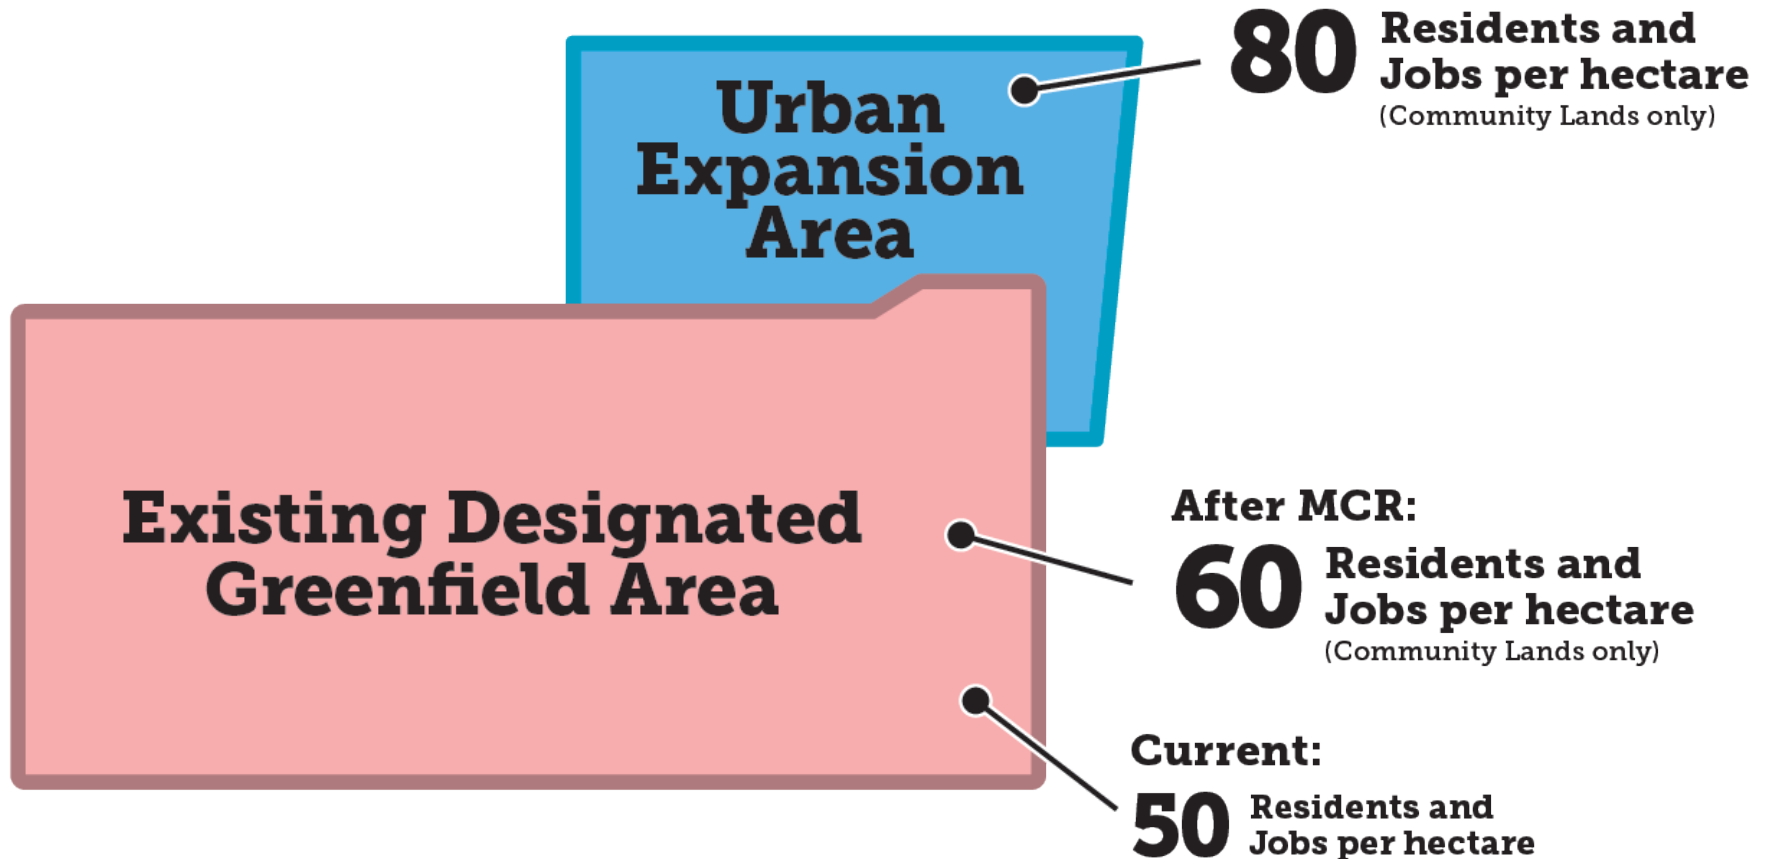 80 Residents and
Jobs per hectare
(Community Lands only)
Urban
Expansion
Area
Existing Designated
Greenfield Area
After MCR:
60 Residents and
Jobs per hectare
(Community Lands only)
Current:
50 Residents and
Jobs per hectare